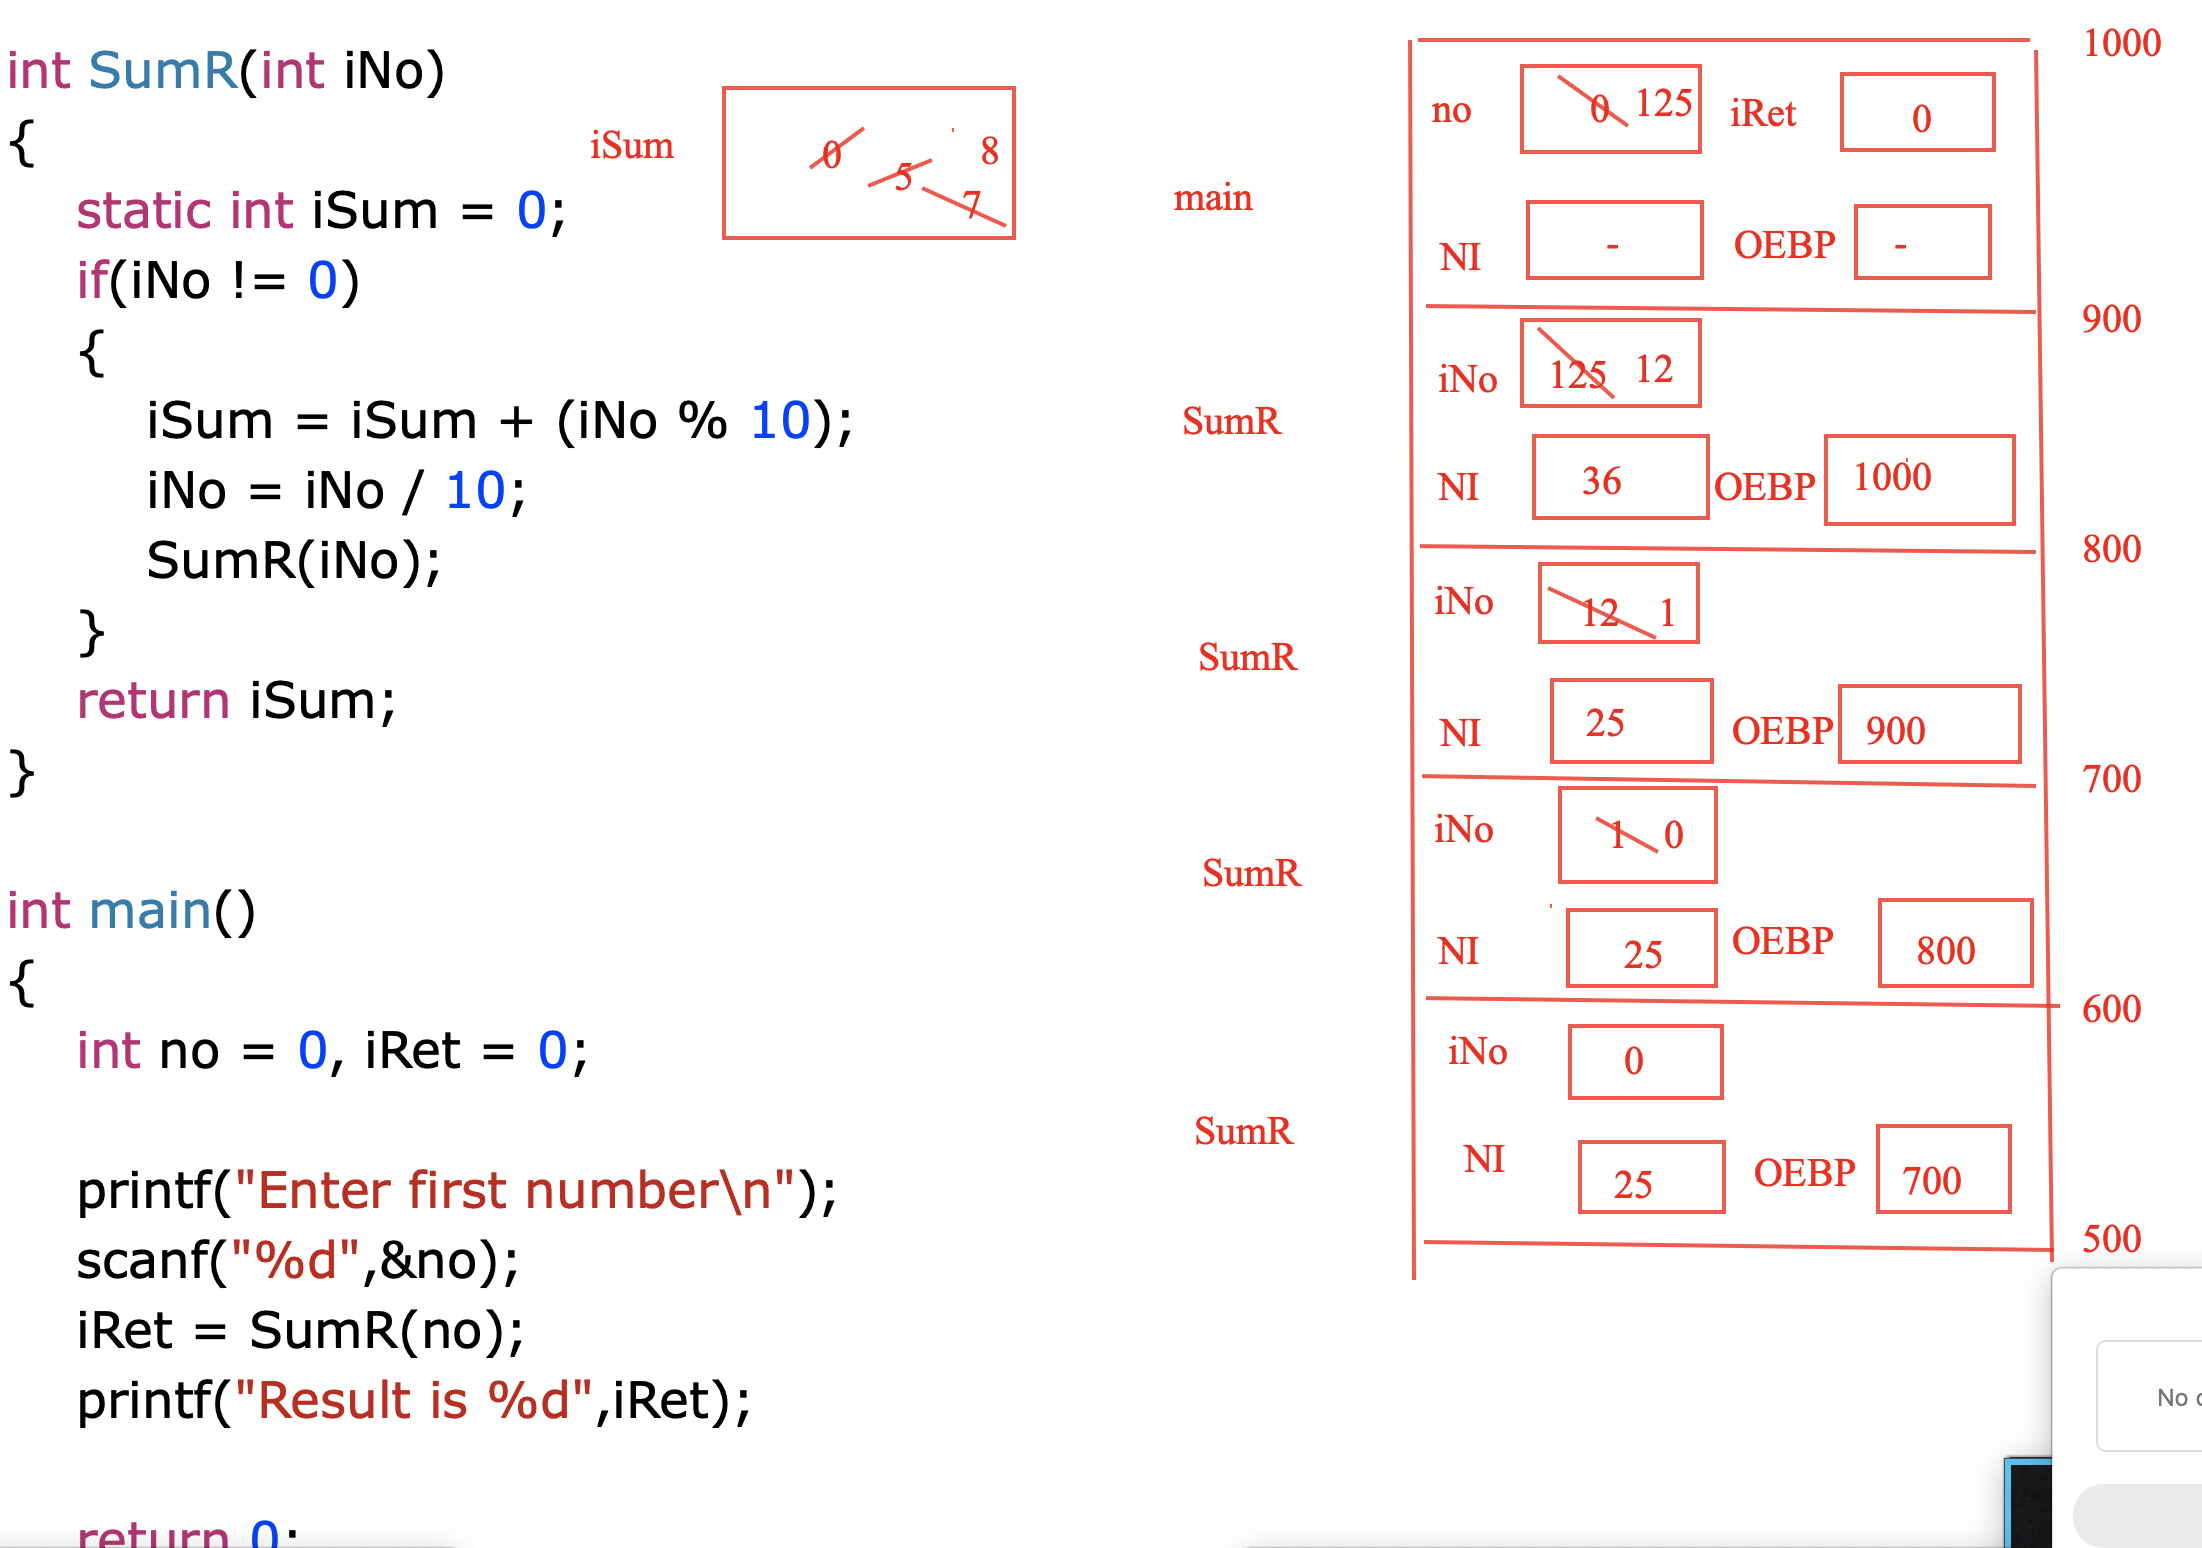 int SumR(int iNo)
{
static int iSum = 0;
if(iNo != 0)
{
iSum = iSum + (iNo % 10);
iNo = iNo / 10;
SumR(iNo);
}
return iSum;
}
int main()
{
int no = 0, iRet = 0;
printf("Enter first number\n");
scanf("%d",&no);
iRet = SumR(no);
printf("Result is %d",iRet);
return 0;
iSum 0 5 7 8
1000
main
no 0 125 iRet 0
NI - OEBP -
900
SumR
iNo 125 12
NI 36 OEBP 1000
800
SumR
iNo 12 1
NI 25 OEBP 900
700
SumR
iNo 1 0
NI 25 OEBP 800
600
SumR
iNo 0
NI 25 OEBP 700
500
No